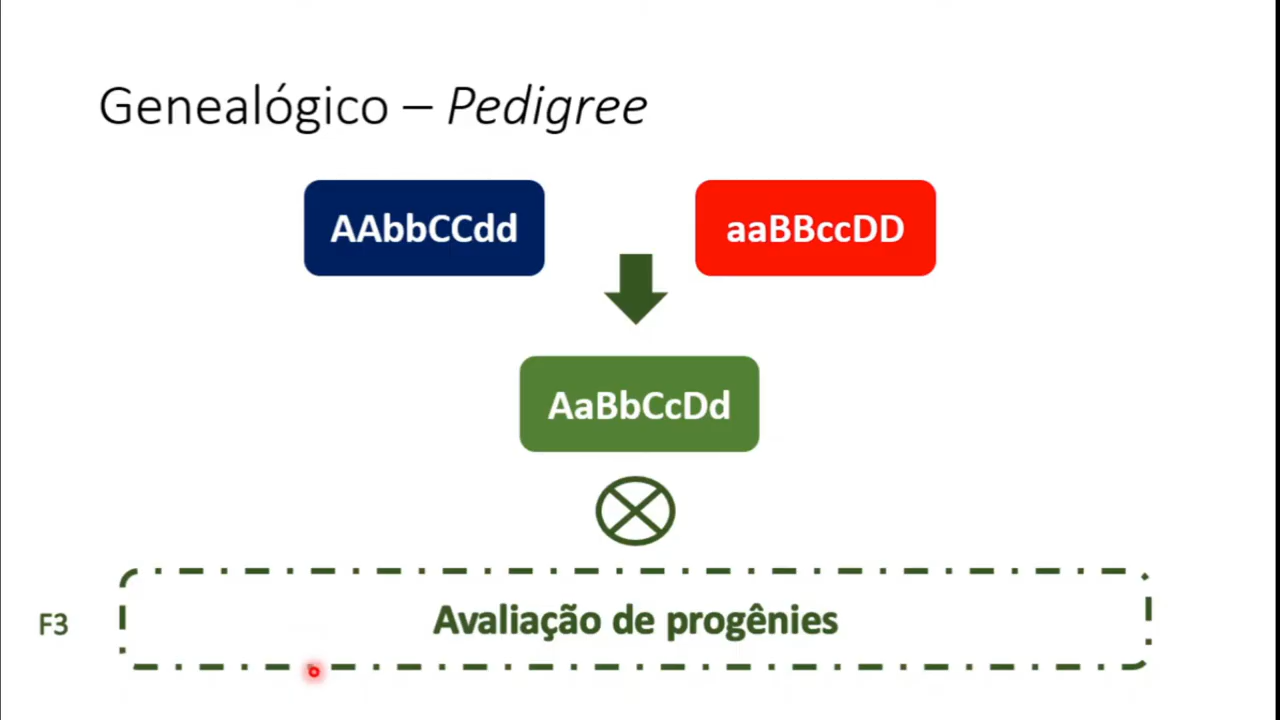 Genealógico – Pedigree
AAbbCCdd
aaBBccDD
AaBbCcDd
F3
Avaliação de progênies